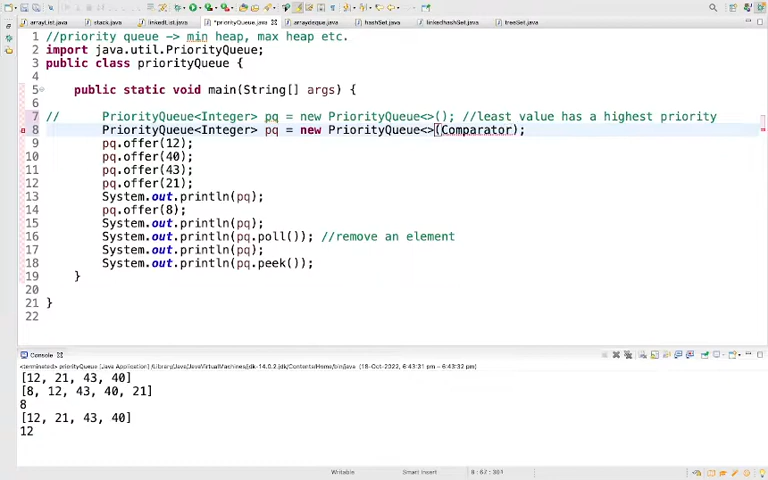 arrayList.java
stack.java
linkedList.java
*priorityQueue.java
arraydeque.java
hashSet.java
linkedhashSet.java
treeSet.java
1 //priority queue -> min heap, max heap etc.
2 import java.util.PriorityQueue;
3 public class priorityQueue {
4
5 public static void main(String[] args) {
6
7 // PriorityQueue<Integer> pq = new PriorityQueue<>(); //least value has a highest priority
8 PriorityQueue<Integer> pq = new PriorityQueue<>(Comparator);
9 pq.offer(12);
10 pq.offer(40);
11 pq.offer(43);
12 pq.offer(21);
13 System.out.println(pq);
14 pq.offer(8);
15 System.out.println(pq);
16 System.out.println(pq.poll()); //remove an element
17 System.out.println(pq);
18 System.out.println(pq.peek());
19 }
20
21 }
22
Console
<terminated> priorityQueue [Java Application] /Library/Java/JavaVirtualMachines/jdk-14.0.2.jdk/Contents/Home/bin/java (18-Oct-2022, 6:43:31 pm – 6:43:32 pm)
[12, 21, 43, 40]
[8, 12, 43, 40, 21]
8
[12, 21, 43, 40]
12
Writable
Smart Insert
8 : 57 : 301